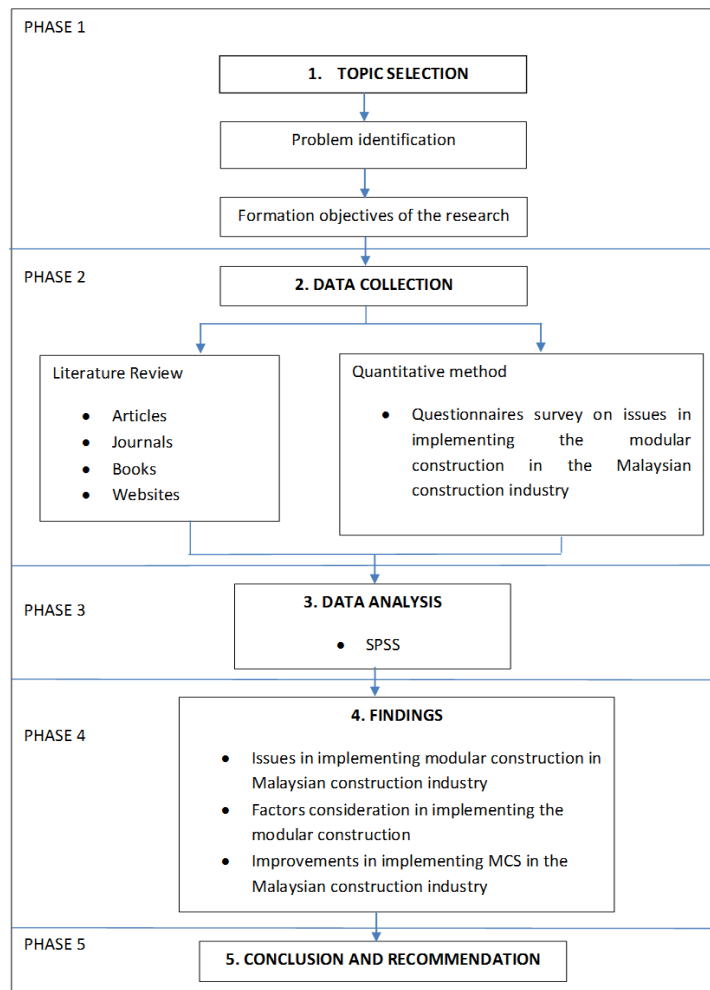 PHASE 1
1. TOPIC SELECTION
Problem identification
Formation objectives of the research
PHASE 2
2. DATA COLLECTION
Literature Review
● Articles
● Journals
● Books
● Websites
Quantitative method
● Questionnaires survey on issues in
implementing the modular
construction in the Malaysian
construction industry
PHASE 3
3. DATA ANALYSIS
● SPSS
PHASE 4
4. FINDINGS
● Issues in implementing modular construction in
Malaysian construction industry
● Factors consideration in implementing the
modular construction
● Improvements in implementing MCS in the
Malaysian construction industry
PHASE 5
5. CONCLUSION AND RECOMMENDATION